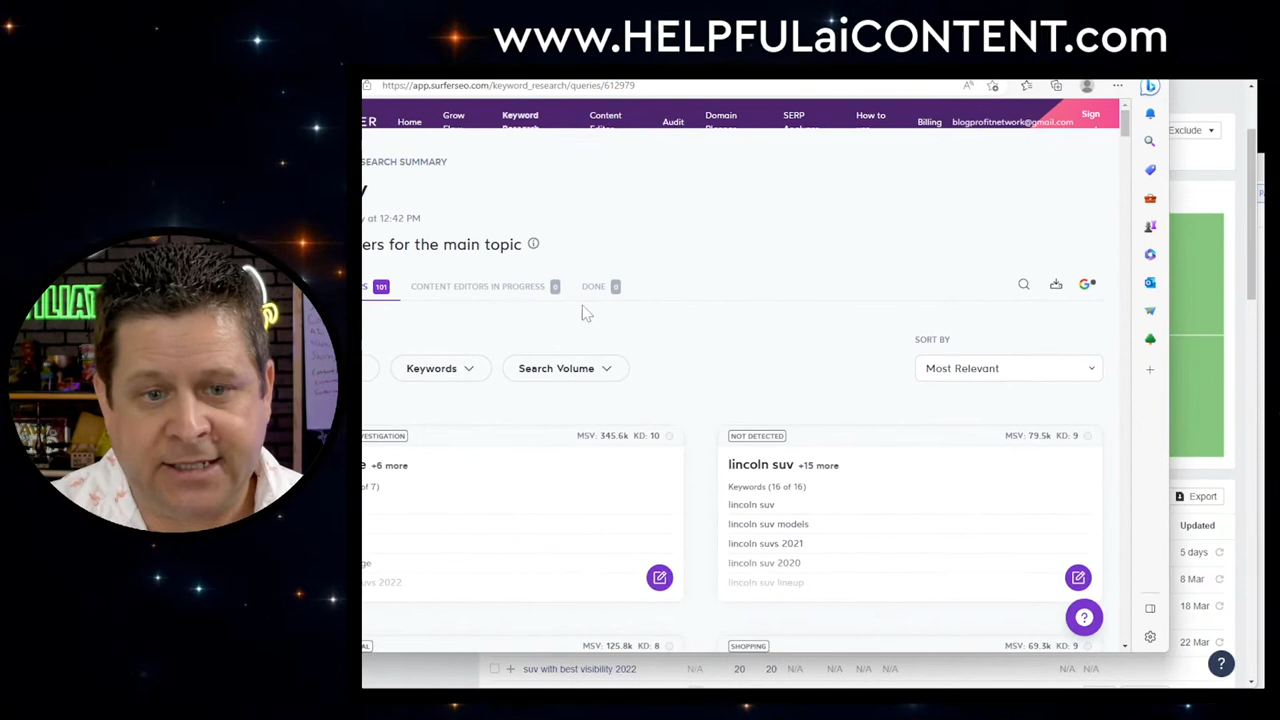 www.HELPFULaiCONTENT.com
https://app.surferseo.com/keyword_research/queries/612979
Home
Grow
Keyword
Content
Audit
Domain
SERP
How to
Billing
blogprofitnetwork@gmail.com
Sign
Exclude
SEARCH SUMMARY
at 12:42 PM
for the main topic
101
CONTENT EDITORS IN PROGRESS 0
DONE 0
SORT BY
Keywords
Search Volume
Most Relevant
MSV: 345.6k KD: 10
NOT DETECTED
MSV: 79.5k KD: 9
+6 more
lincoln suv +15 more
of 7)
Keywords (16 of 16)
lincoln suv
lincoln suv models
lincoln suvs 2021
lincoln suv 2020
lincoln suv lineup
suvs 2022
Export
Updated
5 days
8 Mar
18 Mar
22 Mar
MSV: 125.8k KD: 8
SHOPPING
MSV: 69.3k KD: 9
suv with best visibility 2022
N/A 20 20 N/A N/A N/A N/A N/A N/A